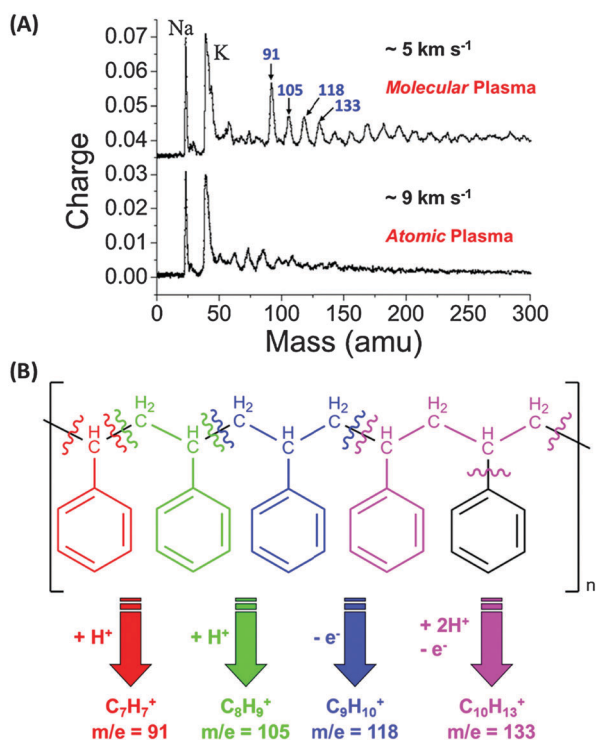 (A)
Na
K
91
105
118
133
~ 5 km s⁻¹
Molecular Plasma
~ 9 km s⁻¹
Atomic Plasma
Charge
0.07
0.06
0.05
0.04
0.03
0.02
0.01
0.00
0 50 100 150 200 250 300
Mass (amu)
(B)
H₂ H₂ H₂ H₂ H₂
C C C C C
H H H H H
C C C C C
n
+ H⁺ + H⁺ - e⁻ + 2H⁺
- e⁻
C₇H₇⁺ C₈H₉⁺ C₉H₁₀⁺ C₁₀H₁₃⁺
m/e = 91 m/e = 105 m/e = 118 m/e = 133